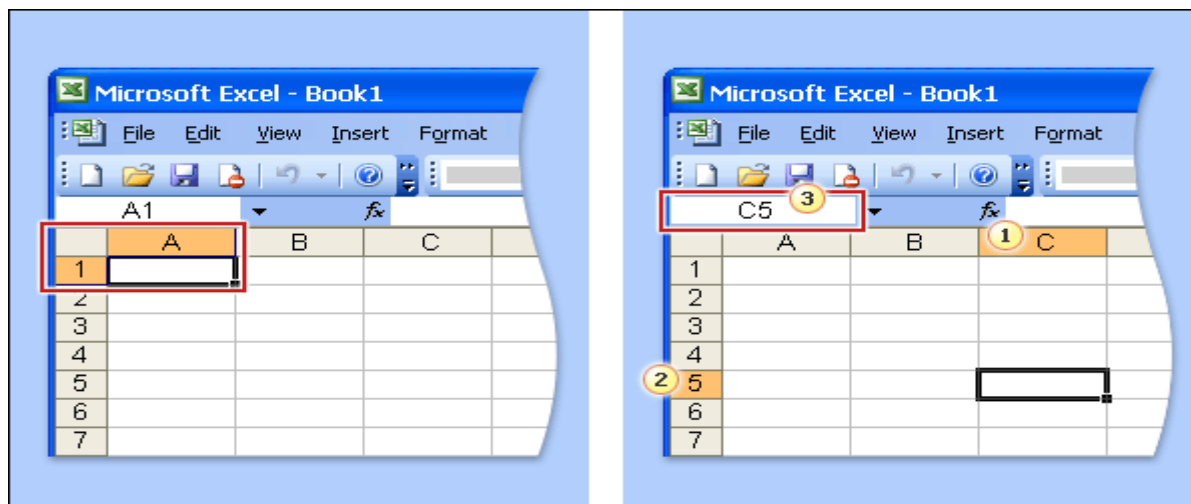 Microsoft Excel - Book1
File Edit View Insert Format
A1 fx
A B C
1
2
3
4
5
6
7
Microsoft Excel - Book1
File Edit View Insert Format
C5 3 fx
A B 1 C
1
2
3
4
2 5
6
7